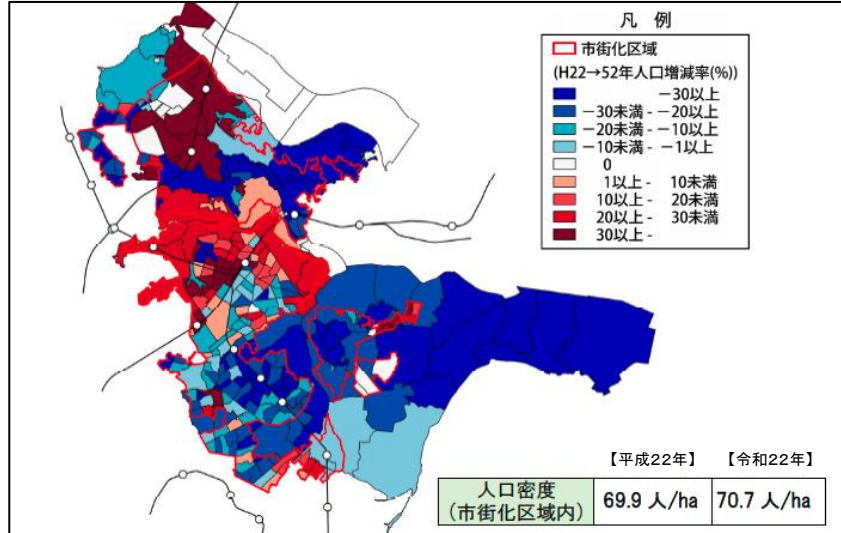 凡 例
市街化区域
(H22→52年人口増減率(%))
－30以上
－30未満 - －20以上
－20未満 - －10以上
－10未満 - －1以上
0
1以上 - 10未満
10以上 - 20未満
20以上 - 30未満
30以上 -
【平成22年】 【令和22年】
人口密度
(市街化区域内)
69.9 人/ha 70.7 人/ha